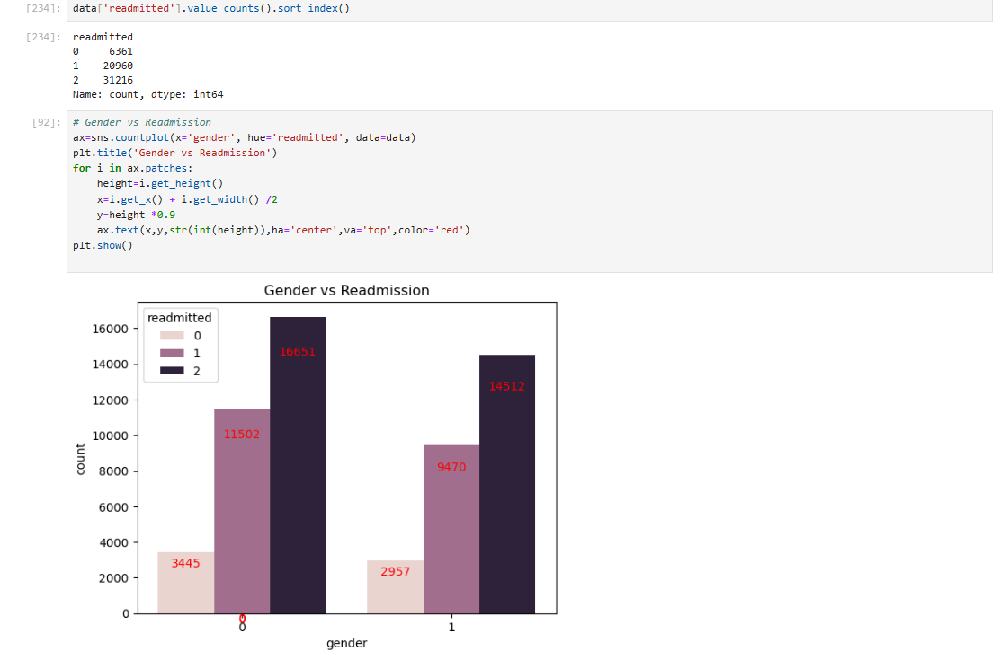 [234]: data['readmitted'].value_counts().sort_index()
[234]: readmitted
0     6361
1    20960
2    31216
Name: count, dtype: int64
[92]: # Gender vs Readmission
ax=sns.countplot(x='gender', hue='readmitted', data=data)
plt.title('Gender vs Readmission')
for i in ax.patches:
    height=i.get_height()
    x=i.get_x() + i.get_width() /2
    y=height *0.9
    ax.text(x,y,str(int(height)),ha='center',va='top',color='red')
plt.show()
Gender vs Readmission
readmitted
0
1
2
16000
14000
12000
10000
8000
6000
4000
2000
0
count
16651
14512
11502
9470
3445
2957
0
0
1
gender